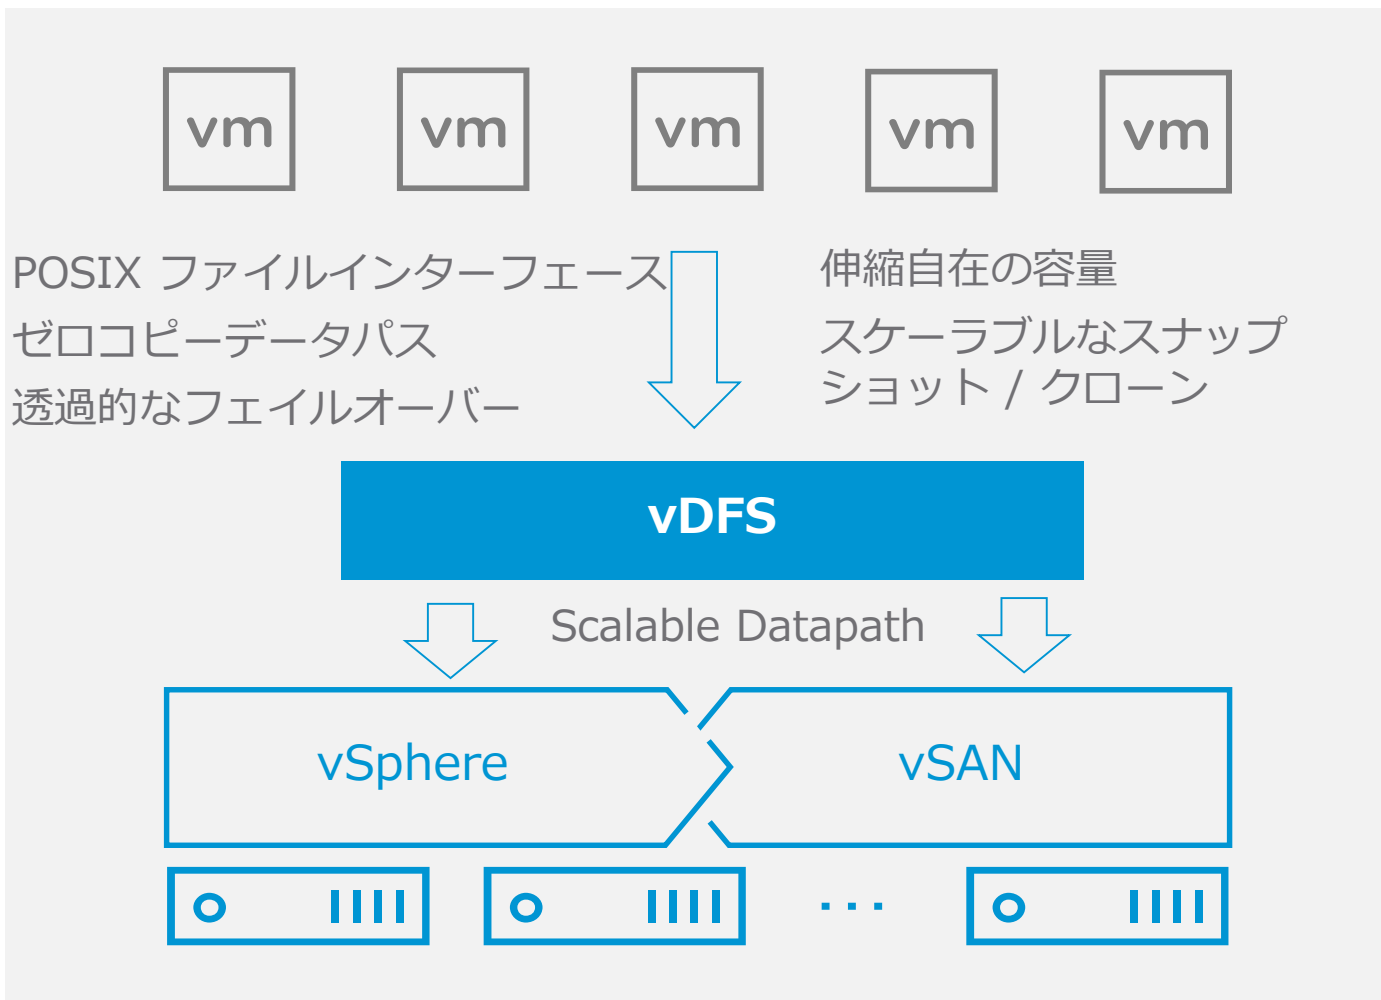 vm vm vm vm vm
POSIX ファイルインターフェース
ゼロコピーデータパス
透過的なフェイルオーバー
伸縮自在の容量
スケーラブルなスナップ
ショット / クローン
vDFS
Scalable Datapath
vSphere
vSAN
...